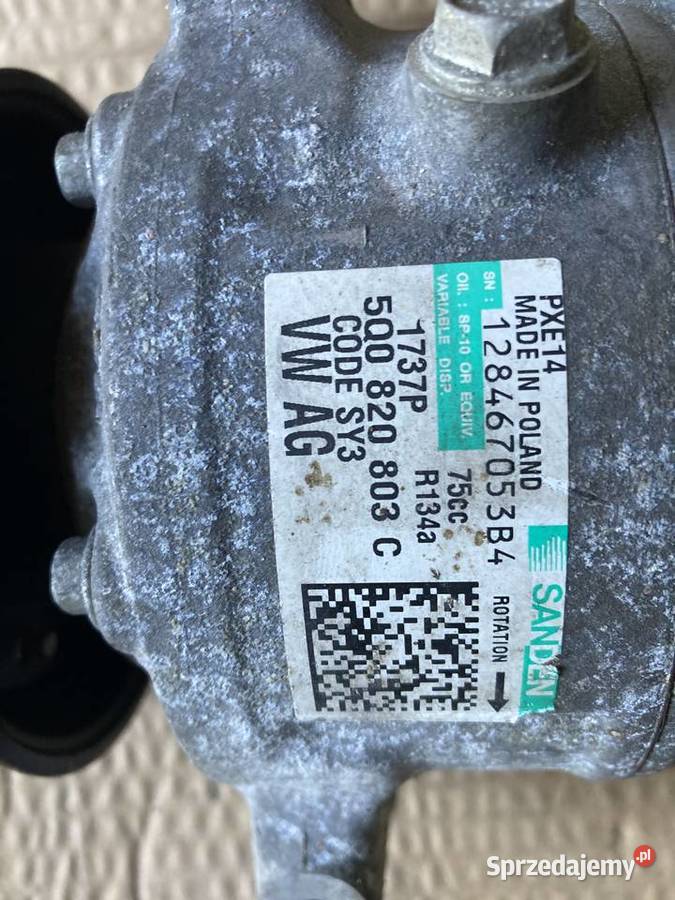 PXE14
MADE IN POLAND
SANDEN
SN : 128467053B4
OIL : SP-10 OR EQUIV. 75cc
VARIABLE DISP. R134a
ROTATION
1737P
5Q0 820 803 C
CODE SY3
VW AG
Sprzedajemy.pl